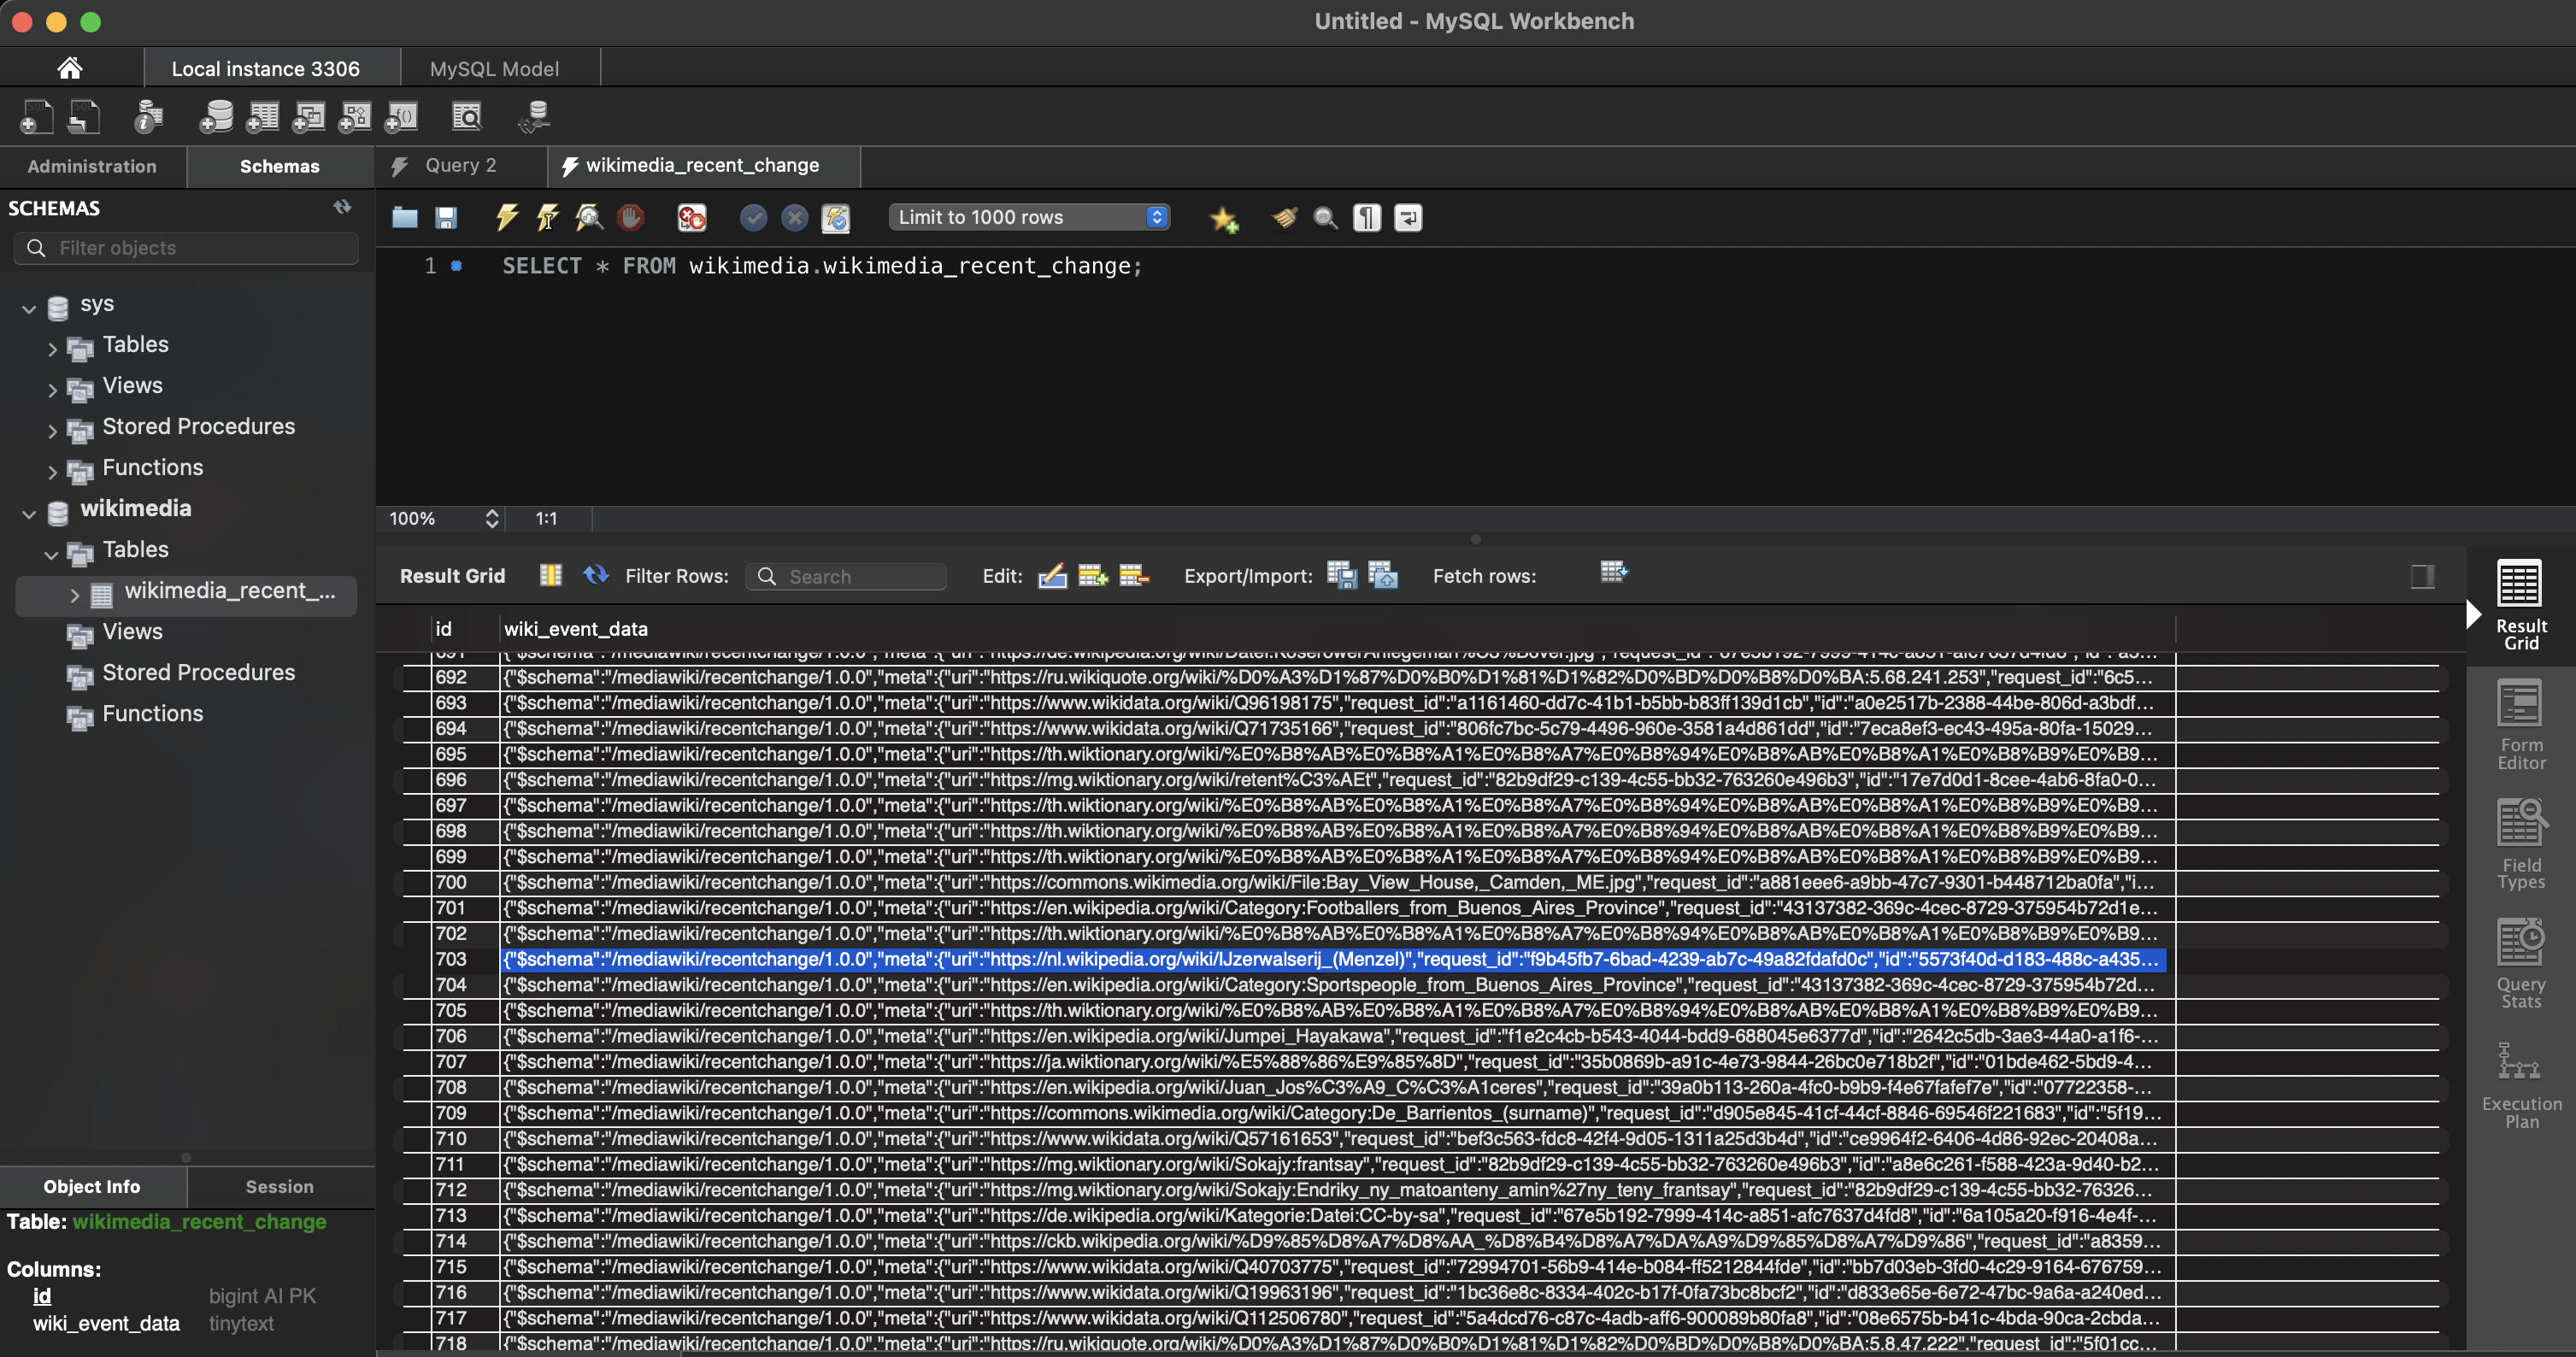 Untitled - MySQL Workbench
Local instance 3306
MySQL Model
Administration
Schemas
Query 2
wikimedia_recent_change
SCHEMAS
Filter objects
Limit to 1000 rows
1
SELECT * FROM wikimedia.wikimedia_recent_change;
sys
Tables
Views
Stored Procedures
Functions
wikimedia
Tables
wikimedia_recent_...
Views
Stored Procedures
Functions
100%
1:1
Result Grid
Filter Rows:
Search
Edit:
Export/Import:
Fetch rows:
id
wiki_event_data
692 {"$schema":"/mediawiki/recentchange/1.0.0","meta":{"uri":"https://ru.wikiquote.org/wiki/%D0%A3%D1%87%D0%B0%D1%81%D1%82%D0%BD%D0%B8%D0%BA:5.68.241.253","request_id":"6c5...
693 {"$schema":"/mediawiki/recentchange/1.0.0","meta":{"uri":"https://www.wikidata.org/wiki/Q96198175","request_id":"a1161460-dd7c-41b1-b5bb-b83ff139d1cb","id":"a0e2517b-2388-44be-806d-a3bdf...
694 {"$schema":"/mediawiki/recentchange/1.0.0","meta":{"uri":"https://www.wikidata.org/wiki/Q71735166","request_id":"806fc7bc-5c79-4496-960e-3581a4d861dd","id":"7eca8ef3-ec43-495a-80fa-15029...
695 {"$schema":"/mediawiki/recentchange/1.0.0","meta":{"uri":"https://th.wiktionary.org/wiki/%E0%B8%AB%E0%B8%A1%E0%B8%A7%E0%B8%94%E0%B8%AB%E0%B8%A1%E0%B8%B9%E0%B9...
696 {"$schema":"/mediawiki/recentchange/1.0.0","meta":{"uri":"https://mg.wiktionary.org/wiki/retent%C3%AEt","request_id":"82b9df29-c139-4c55-bb32-763260e496b3","id":"17e7d0d1-8cee-4ab6-8fa0-0...
697 {"$schema":"/mediawiki/recentchange/1.0.0","meta":{"uri":"https://th.wiktionary.org/wiki/%E0%B8%AB%E0%B8%A1%E0%B8%A7%E0%B8%94%E0%B8%AB%E0%B8%A1%E0%B8%B9%E0%B9...
698 {"$schema":"/mediawiki/recentchange/1.0.0","meta":{"uri":"https://th.wiktionary.org/wiki/%E0%B8%AB%E0%B8%A1%E0%B8%A7%E0%B8%94%E0%B8%AB%E0%B8%A1%E0%B8%B9%E0%B9...
699 {"$schema":"/mediawiki/recentchange/1.0.0","meta":{"uri":"https://th.wiktionary.org/wiki/%E0%B8%AB%E0%B8%A1%E0%B8%A7%E0%B8%94%E0%B8%AB%E0%B8%A1%E0%B8%B9%E0%B9...
700 {"$schema":"/mediawiki/recentchange/1.0.0","meta":{"uri":"https://commons.wikimedia.org/wiki/File:Bay_View_House,_Camden,_ME.jpg","request_id":"a881eee6-a9bb-47c7-9301-b448712ba0fa","i...
701 {"$schema":"/mediawiki/recentchange/1.0.0","meta":{"uri":"https://en.wikipedia.org/wiki/Category:Footballers_from_Buenos_Aires_Province","request_id":"43137382-369c-4cec-8729-375954b72d1e...
702 {"$schema":"/mediawiki/recentchange/1.0.0","meta":{"uri":"https://th.wiktionary.org/wiki/%E0%B8%AB%E0%B8%A1%E0%B8%A7%E0%B8%94%E0%B8%AB%E0%B8%A1%E0%B8%B9%E0%B9...
703 {"$schema":"/mediawiki/recentchange/1.0.0","meta":{"uri":"https://nl.wikipedia.org/wiki/IJzerwalserij_(Menzel)","request_id":"f9b45fb7-6bad-4239-ab7c-49a82fdafd0c","id":"5573f40d-d183-488c-a435...
704 {"$schema":"/mediawiki/recentchange/1.0.0","meta":{"uri":"https://en.wikipedia.org/wiki/Category:Sportspeople_from_Buenos_Aires_Province","request_id":"43137382-369c-4cec-8729-375954b72d...
705 {"$schema":"/mediawiki/recentchange/1.0.0","meta":{"uri":"https://th.wiktionary.org/wiki/%E0%B8%AB%E0%B8%A1%E0%B8%A7%E0%B8%94%E0%B8%AB%E0%B8%A1%E0%B8%B9%E0%B9...
706 {"$schema":"/mediawiki/recentchange/1.0.0","meta":{"uri":"https://en.wikipedia.org/wiki/Jumpei_Hayakawa","request_id":"f1e2c4cb-b543-4044-bdd9-688045e6377d","id":"2642c5db-3ae3-44a0-a1f6-...
707 {"$schema":"/mediawiki/recentchange/1.0.0","meta":{"uri":"https://ja.wiktionary.org/wiki/%E5%88%86%E9%85%8D","request_id":"35b0869b-a91c-4e73-9844-26bc0e718b2f","id":"01bde462-5bd9-4...
708 {"$schema":"/mediawiki/recentchange/1.0.0","meta":{"uri":"https://en.wikipedia.org/wiki/Juan_Jos%C3%A9_C%C3%A1ceres","request_id":"39a0b113-260a-4fc0-b9b9-f4e67fafef7e","id":"07722358-...
709 {"$schema":"/mediawiki/recentchange/1.0.0","meta":{"uri":"https://commons.wikimedia.org/wiki/Category:De_Barrientos_(surname)","request_id":"d905e845-41cf-44cf-8846-69546f221683","id":"5f19...
710 {"$schema":"/mediawiki/recentchange/1.0.0","meta":{"uri":"https://www.wikidata.org/wiki/Q57161653","request_id":"bef3c563-fdc8-42f4-9d05-1311a25d3b4d","id":"ce9964f2-6406-4d86-92ec-20408a...
711 {"$schema":"/mediawiki/recentchange/1.0.0","meta":{"uri":"https://mg.wiktionary.org/wiki/Sokajy:frantsay","request_id":"82b9df29-c139-4c55-bb32-763260e496b3","id":"a8e6c261-f588-423a-9d40-b2...
712 {"$schema":"/mediawiki/recentchange/1.0.0","meta":{"uri":"https://mg.wiktionary.org/wiki/Sokajy:Endriky_ny_matoanteny_amin%27ny_teny_frantsay","request_id":"82b9df29-c139-4c55-bb32-76326...
713 {"$schema":"/mediawiki/recentchange/1.0.0","meta":{"uri":"https://de.wikipedia.org/wiki/Kategorie:Datei:CC-by-sa","request_id":"67e5b192-7999-414c-a851-afc7637d4fd8","id":"6a105a20-f916-4e4f-...
714 {"$schema":"/mediawiki/recentchange/1.0.0","meta":{"uri":"https://ckb.wikipedia.org/wiki/%D9%85%D8%A7%D8%AA_%D8%B4%D8%A7%DA%A9%D9%85%D8%A7%D9%86","request_id":"a8359...
715 {"$schema":"/mediawiki/recentchange/1.0.0","meta":{"uri":"https://www.wikidata.org/wiki/Q40703775","request_id":"72994701-56b9-414e-b084-ff5212844fde","id":"bb7d03eb-3fd0-4c29-9164-676759...
716 {"$schema":"/mediawiki/recentchange/1.0.0","meta":{"uri":"https://www.wikidata.org/wiki/Q19963196","request_id":"1bc36e8c-8334-402c-b17f-0fa73bc8bcf2","id":"d833e65e-6e72-47bc-9a6a-a240ed...
717 {"$schema":"/mediawiki/recentchange/1.0.0","meta":{"uri":"https://www.wikidata.org/wiki/Q112506780","request_id":"5a4dcd76-c87c-4adb-aff6-900089b80fa8","id":"08e6575b-b41c-4bda-90ca-2cbda...
718 {"$schema":"/mediawiki/recentchange/1.0.0","meta":{"uri":"https://ru.wikiquote.org/wiki/%D0%A3%D1%87%D0%B0%D1%81%D1%82%D0%BD%D0%B8%D0%BA:5.8.47.222","request_id":"5f01cc...
Result Grid
Form Editor
Field Types
Query Stats
Execution Plan
Object Info
Session
Table: wikimedia_recent_change
Columns:
id bigint AI PK
wiki_event_data tinytext